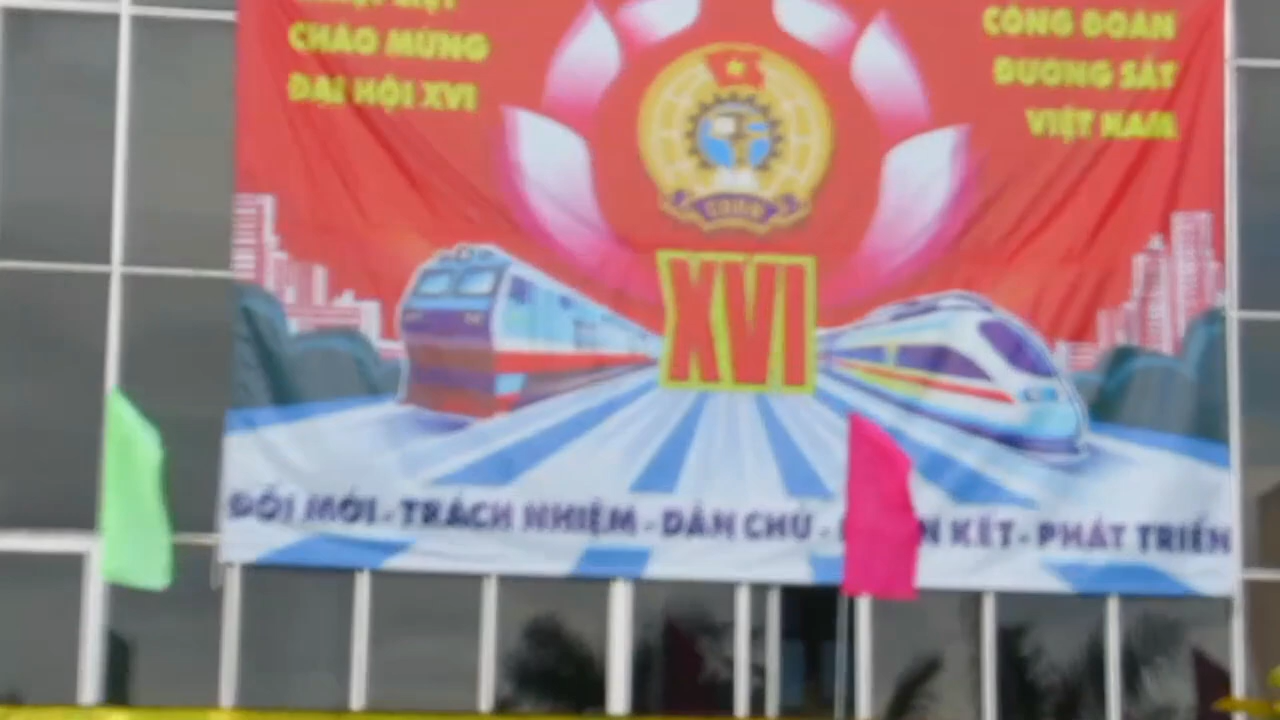 CHÀO MỪNG
ĐẠI HỘI XVI
CÔNG ĐOÀN
ĐƯỜNG SẮT
VIỆT NAM
XVI
ĐỔI MỚI - TRÁCH NHIỆM - DÂN CHỦ - KẾT - PHÁT TRIỂN